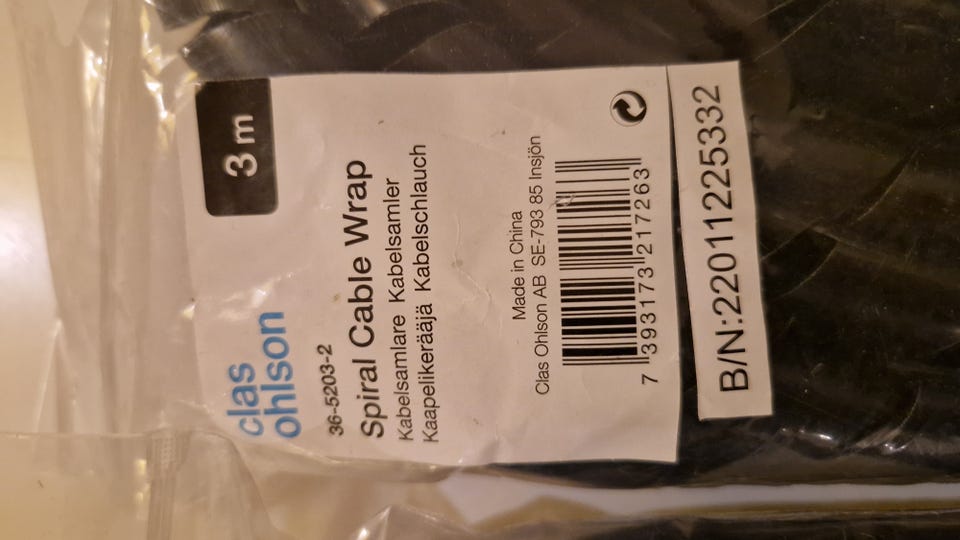 3 m
clas
ohlson
36-5203-2
Spiral Cable Wrap
Kabelsamlare Kabelsamler
Kaapelikerääjä Kabelschlauch
Made in China
Clas Ohlson AB SE-793 85 Insjön
7 393173 217263
B/N:22011225332